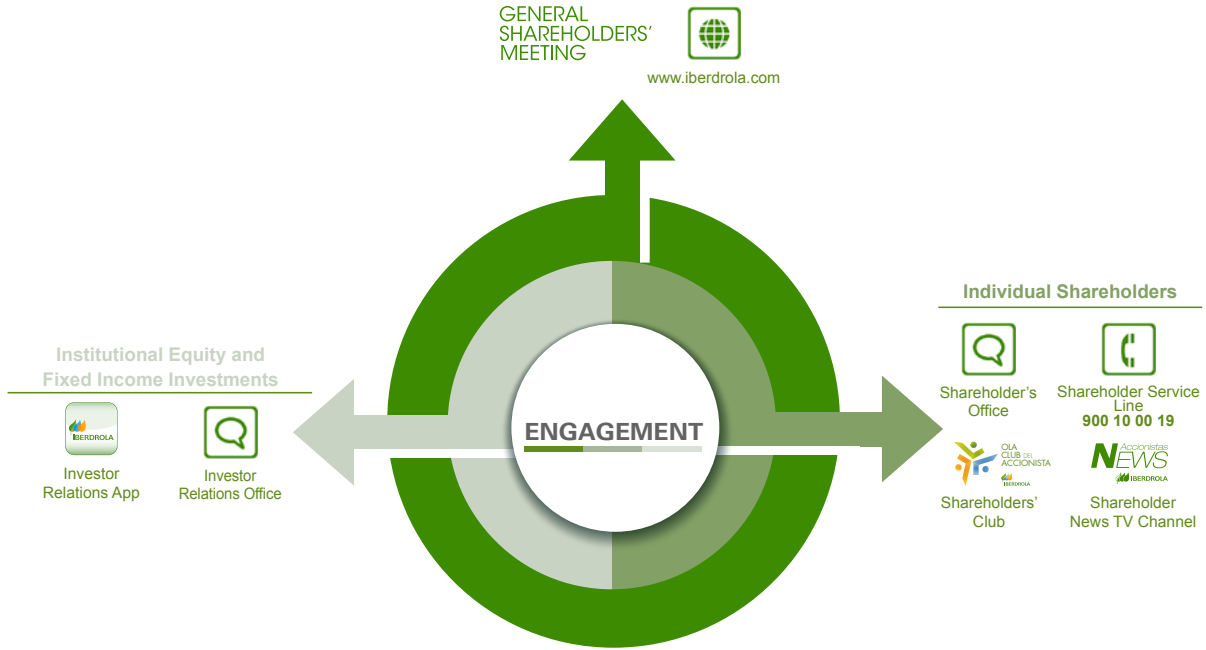 GENERAL
SHAREHOLDERS'
MEETING
www.iberdrola.com
Institutional Equity and
Fixed Income Investments
IBERDROLA
Investor
Relations App
Investor
Relations Office
ENGAGEMENT
Individual Shareholders
Shareholder's
Office
Shareholder Service
Line
900 10 00 19
OLA
CLUB DEL
ACCIONISTA
IBERDROLA
Shareholders'
Club
Accionistas
NEWS
IBERDROLA
Shareholder
News TV Channel